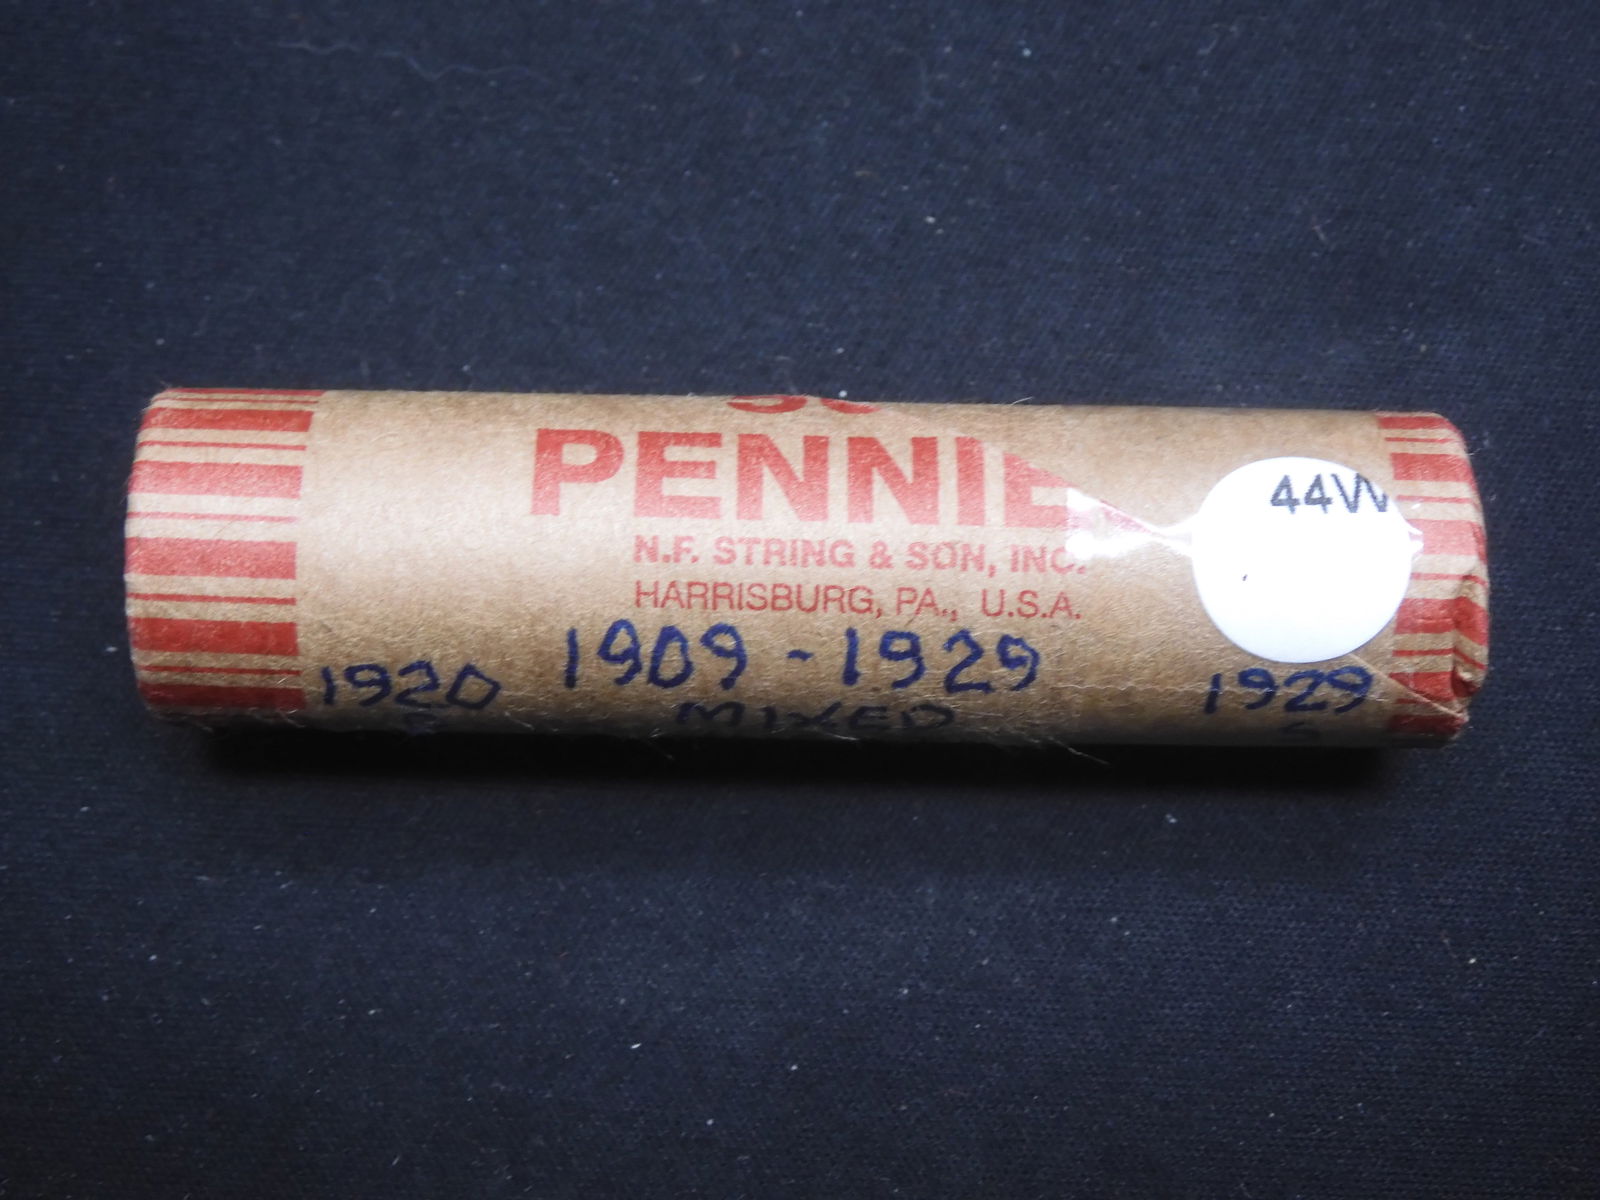 PENNIE
N.F. STRING & SON, INC.
HARRISBURG, PA., U.S.A.
44W
1909 - 1929
MIXED
1920
S
1929
S